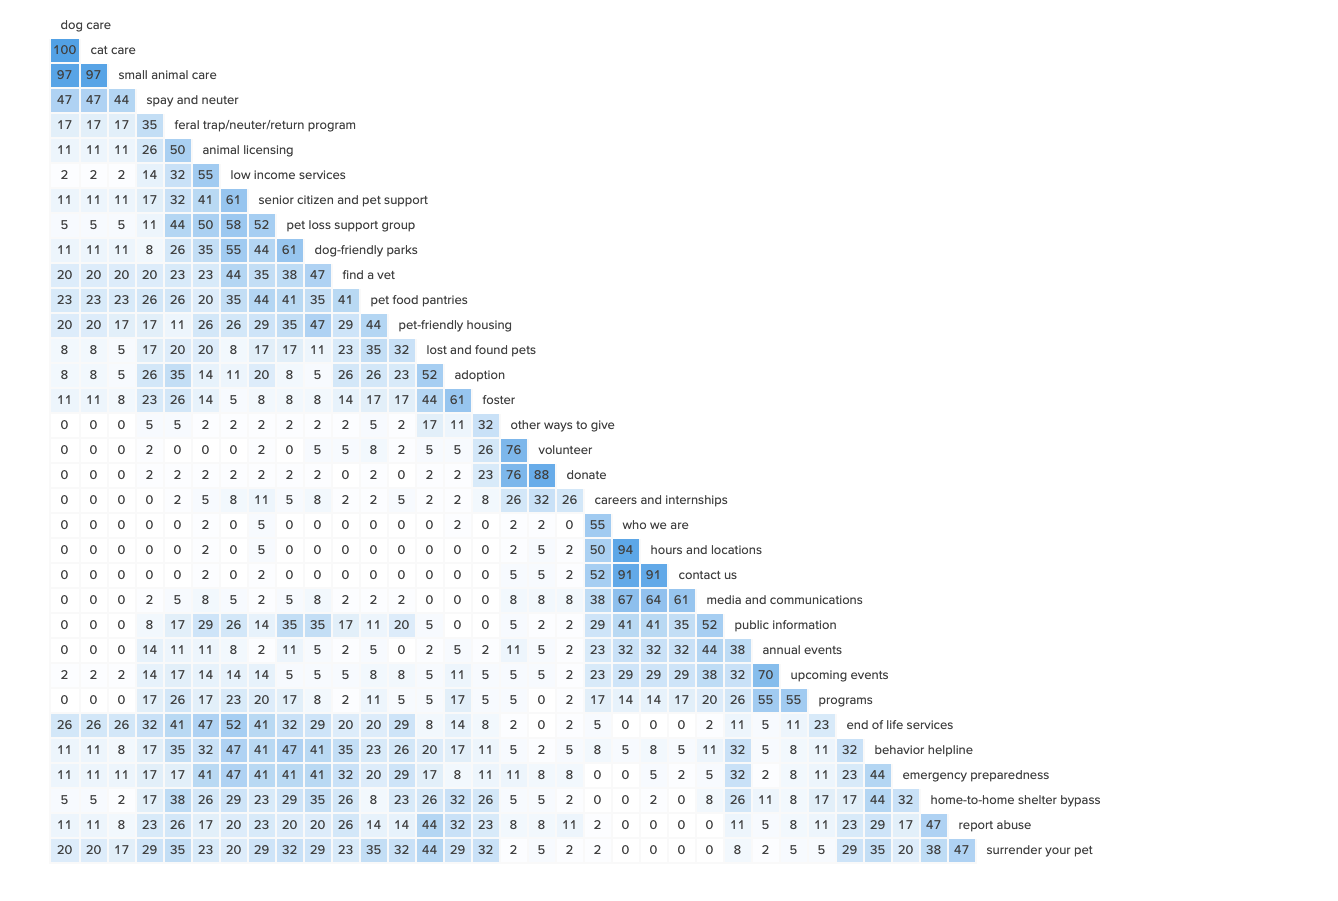 dog care
100 cat care
97 97 small animal care
47 47 44 spay and neuter
17 17 17 35 feral trap/neuter/return program
11 11 11 26 50 animal licensing
2 2 2 14 32 55 low income services
11 11 11 17 32 41 61 senior citizen and pet support
5 5 5 11 44 50 58 52 pet loss support group
11 11 11 8 26 35 55 44 61 dog-friendly parks
20 20 20 20 23 23 44 35 38 47 find a vet
23 23 23 26 26 20 35 44 41 35 41 pet food pantries
20 20 17 17 11 26 26 29 35 47 29 44 pet-friendly housing
8 8 5 17 20 20 8 17 17 11 23 35 32 lost and found pets
8 8 5 26 35 14 11 20 8 5 26 26 23 52 adoption
11 11 8 23 26 14 5 8 8 8 14 17 17 44 61 foster
0 0 0 5 5 2 2 2 2 2 2 5 2 17 11 32 other ways to give
0 0 0 2 0 0 0 2 0 5 5 8 2 5 5 26 76 volunteer
0 0 0 2 2 2 2 2 2 2 0 2 0 2 2 23 76 88 donate
0 0 0 0 2 5 8 11 5 8 2 2 5 2 2 8 26 32 26 careers and internships
0 0 0 0 0 2 0 5 0 0 0 0 0 0 2 0 2 2 0 55 who we are
0 0 0 0 0 2 0 5 0 0 0 0 0 0 0 0 2 5 2 50 94 hours and locations
0 0 0 0 0 2 0 2 0 0 0 0 0 0 0 0 5 5 2 52 91 91 contact us
0 0 0 2 5 8 5 2 5 8 2 2 2 0 0 0 8 8 8 38 67 64 61 media and communications
0 0 0 8 17 29 26 14 35 35 17 11 20 5 0 0 5 2 2 29 41 41 35 52 public information
0 0 0 14 11 11 8 2 11 5 2 5 0 2 5 2 11 5 2 23 32 32 32 44 38 annual events
2 2 2 14 17 14 14 14 5 5 5 8 8 5 11 5 5 5 2 23 29 29 29 38 32 70 upcoming events
0 0 0 17 26 17 23 20 17 8 2 11 5 5 17 5 5 0 2 17 14 14 17 20 26 55 55 programs
26 26 26 32 41 47 52 41 32 29 20 20 29 8 14 8 2 0 2 5 0 0 0 2 11 5 11 23 end of life services
11 11 8 17 35 32 47 41 47 41 35 23 26 20 17 11 5 2 5 8 5 8 5 11 32 5 8 11 32 behavior helpline
11 11 11 17 17 41 47 41 41 41 32 20 29 17 8 11 11 8 8 0 0 5 2 5 32 2 8 11 23 44 emergency preparedness
5 5 2 17 38 26 29 23 29 35 26 8 23 26 32 26 5 5 2 0 0 2 0 8 26 11 8 17 17 44 32 home-to-home shelter bypass
11 11 8 23 26 17 20 23 20 20 26 14 14 44 32 23 8 8 11 2 0 0 0 0 11 5 8 11 23 29 17 47 report abuse
20 20 17 29 35 23 20 29 32 29 23 35 32 44 29 32 2 5 2 2 0 0 0 0 8 2 5 5 29 35 20 38 47 surrender your pet